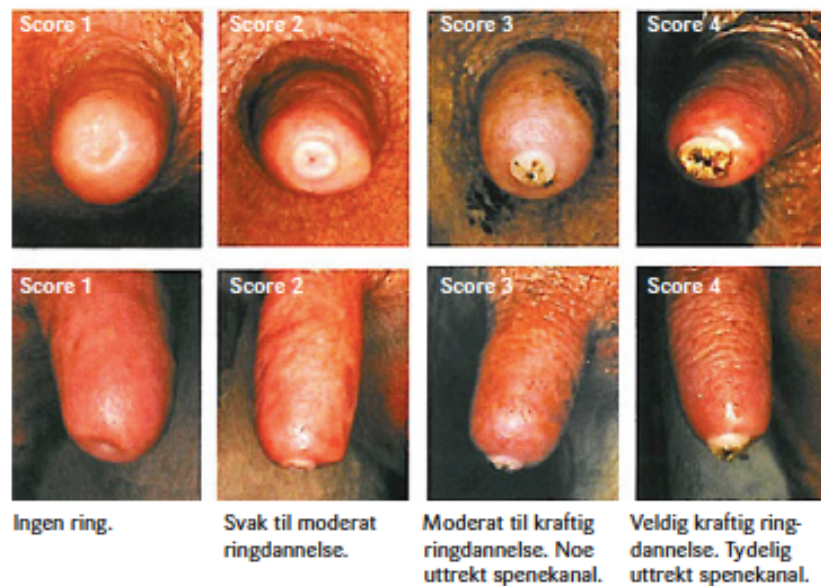 Score 1
Score 2
Score 3
Score 4
Score 1
Score 2
Score 3
Score 4
Ingen ring.
Svak til moderat
ringdannelse.
Moderat til kraftig
ringdannelse. Noe
uttrekt spenekanal.
Veldig kraftig ring-
dannelse. Tydelig
uttrekt spenekanal.